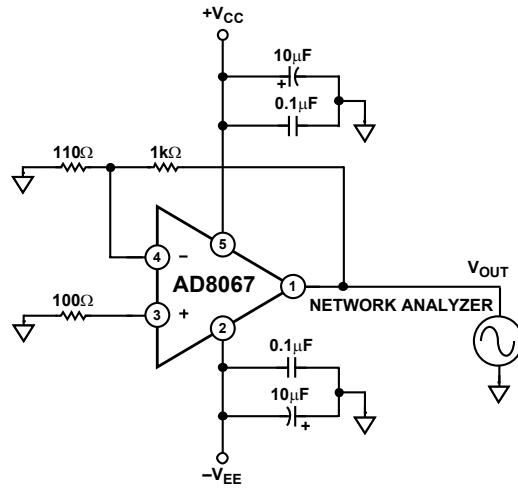 +VCC
10μF
+
0.1μF
110Ω
1kΩ
5
4
−
AD8067
1
VOUT
NETWORK ANALYZER
100Ω
3
+
2
0.1μF
10μF
+
−VEE